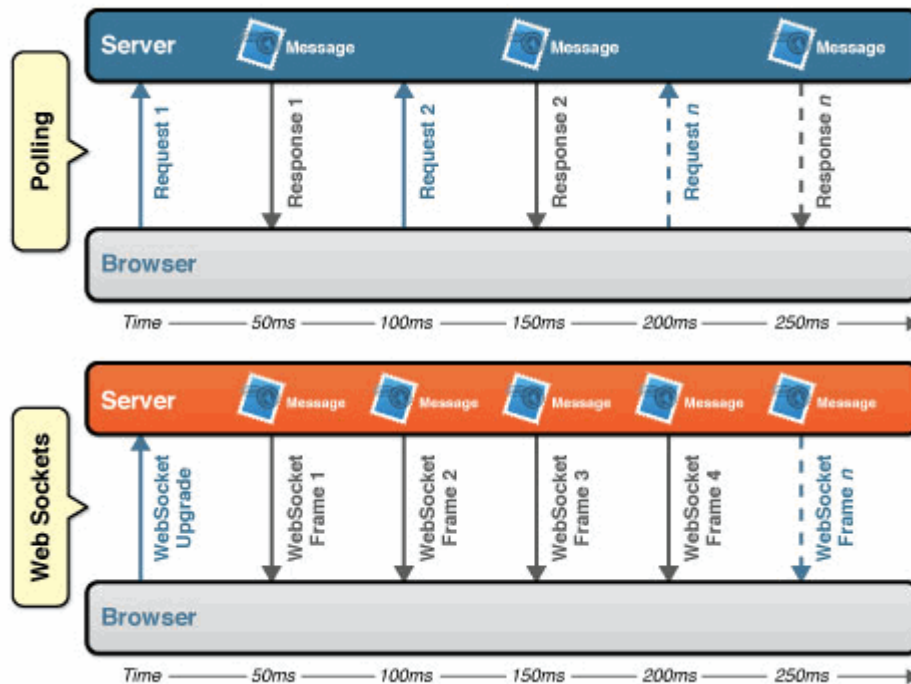 Polling
Server
Message
Message
Message
Request 1
Response 1
Request 2
Response 2
Request n
Response n
Browser
Time
50ms
100ms
150ms
200ms
250ms
Web Sockets
Server
Message
Message
Message
Message
Message
WebSocket
Upgrade
WebSocket
Frame 1
WebSocket
Frame 2
WebSocket
Frame 3
WebSocket
Frame 4
WebSocket
Frame n
Browser
Time
50ms
100ms
150ms
200ms
250ms